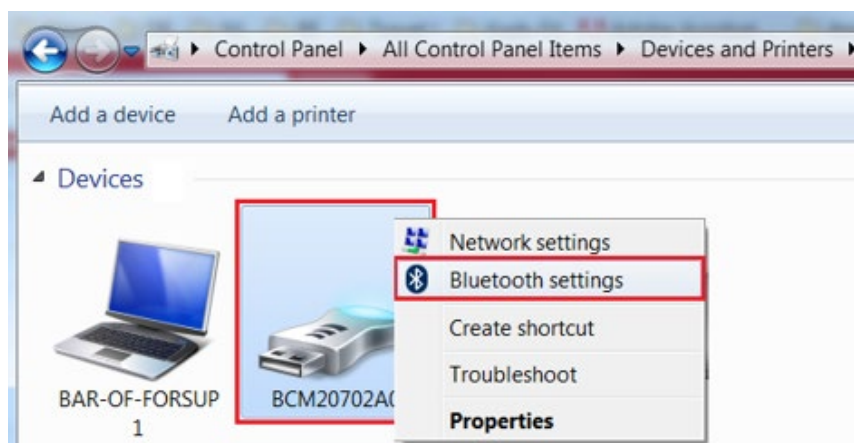 Control Panel ▸ All Control Panel Items ▸ Devices and Printers ▸
Add a device Add a printer
Devices
Network settings
Bluetooth settings
Create shortcut
Troubleshoot
Properties
BAR-OF-FORSUP
1
BCM20702A